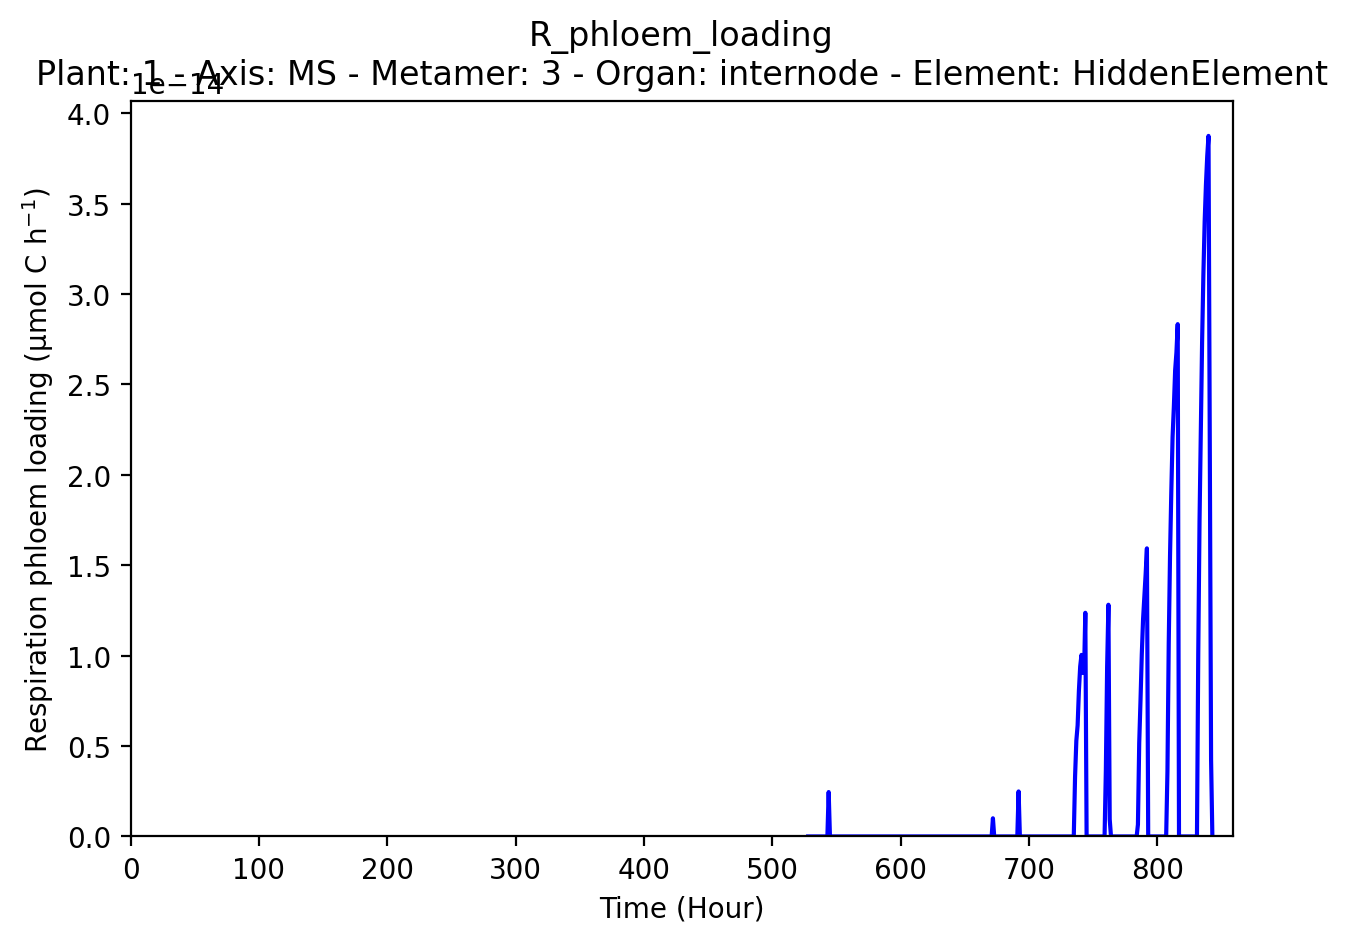 R_phloem_loading
Plant: 1 - Axis: MS - Metamer: 3 - Organ: internode - Element: HiddenElement
1e−14
4.0
3.5
3.0
2.5
2.0
1.5
1.0
0.5
0.0
Respiration phloem loading (µmol C h⁻¹)
0 100 200 300 400 500 600 700 800
Time (Hour)